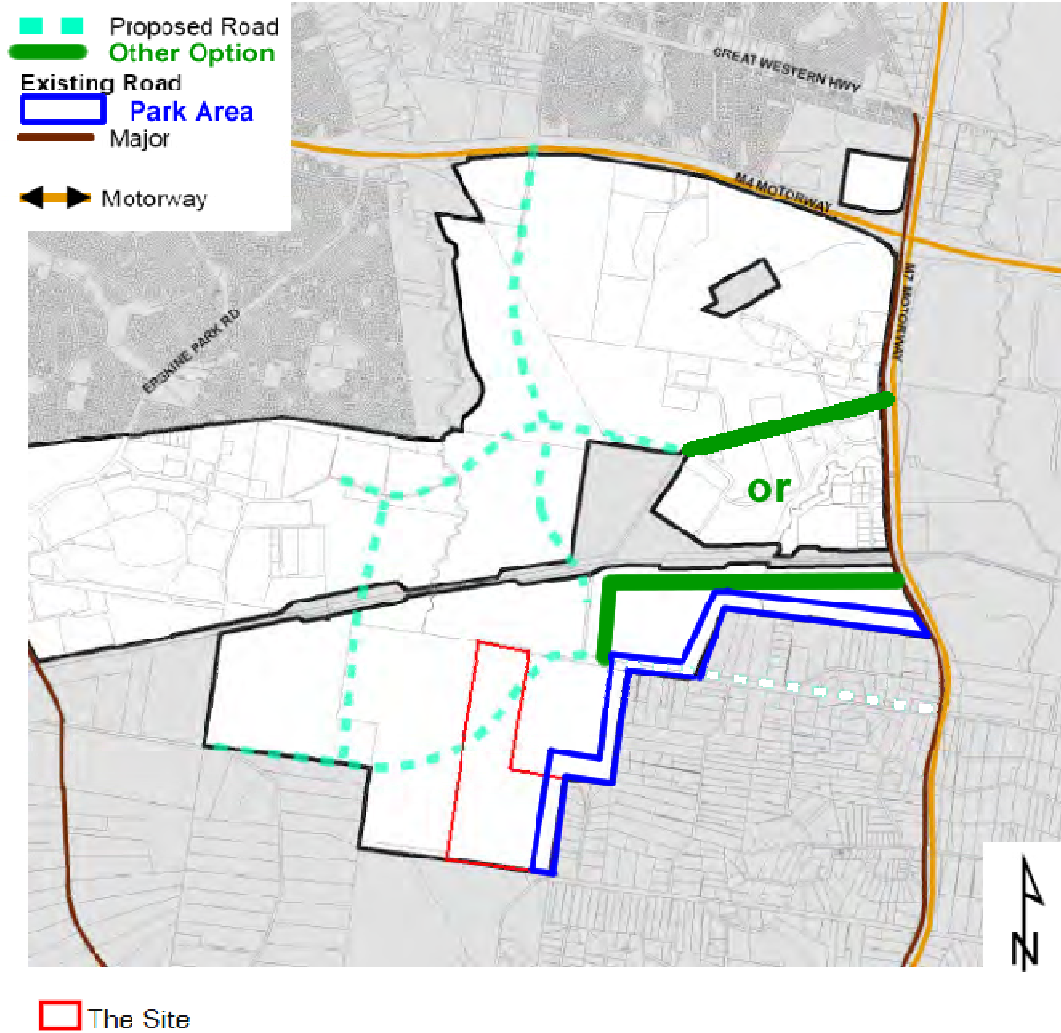 Proposed Road
Other Option
Existing Road
Park Area
Major
Motorway
GREAT WESTERN HWY
M4 MOTORWAY
M7 MOTORWAY
ERSKINE PARK RD
or
N
The Site